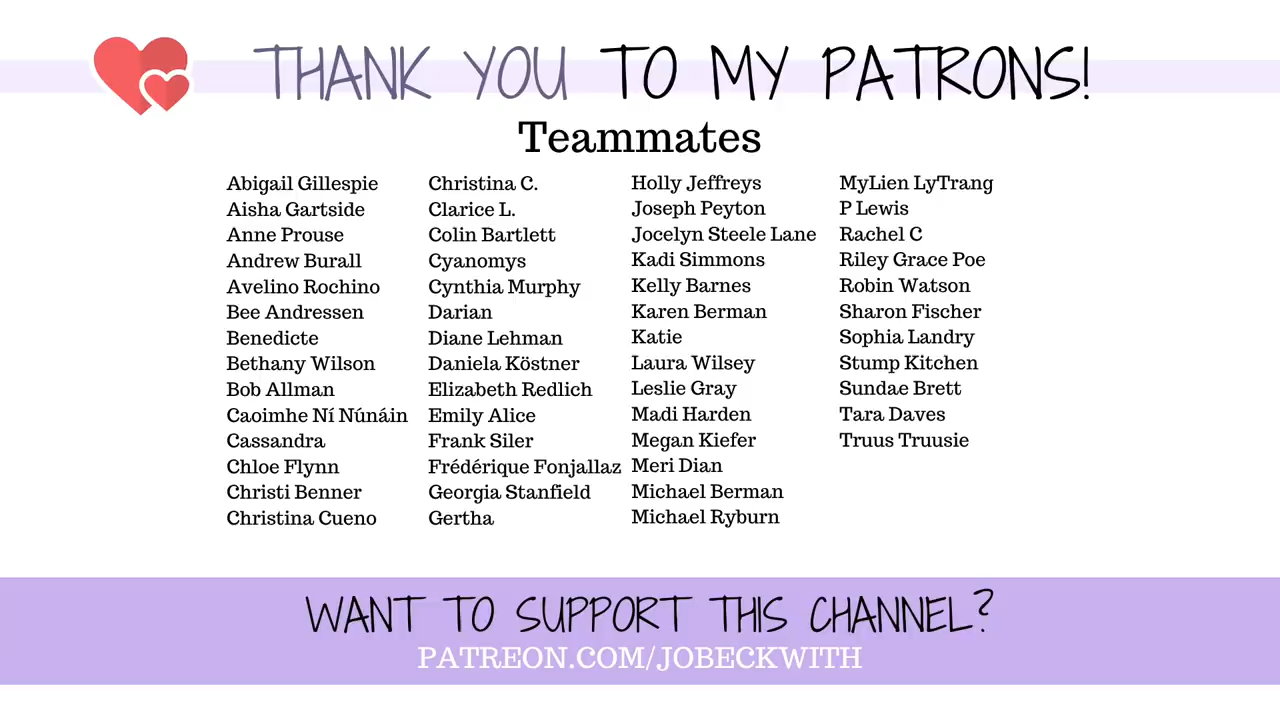 THANK YOU TO MY PATRONS!
Teammates
Abigail Gillespie
Aisha Gartside
Anne Prouse
Andrew Burall
Avelino Rochino
Bee Andressen
Benedicte
Bethany Wilson
Bob Allman
Caoimhe Ní Núnáin
Cassandra
Chloe Flynn
Christi Benner
Christina Cueno
Christina C.
Clarice L.
Colin Bartlett
Cyanomys
Cynthia Murphy
Darian
Diane Lehman
Daniela Köstner
Elizabeth Redlich
Emily Alice
Frank Siler
Frédérique Fonjallaz
Georgia Stanfield
Gertha
Holly Jeffreys
Joseph Peyton
Jocelyn Steele Lane
Kadi Simmons
Kelly Barnes
Karen Berman
Katie
Laura Wilsey
Leslie Gray
Madi Harden
Megan Kiefer
Meri Dian
Michael Berman
Michael Ryburn
MyLien LyTrang
P Lewis
Rachel C
Riley Grace Poe
Robin Watson
Sharon Fischer
Sophia Landry
Stump Kitchen
Sundae Brett
Tara Daves
Truus Truusie
WANT TO SUPPORT THIS CHANNEL?
PATREON.COM/JOBECKWITH